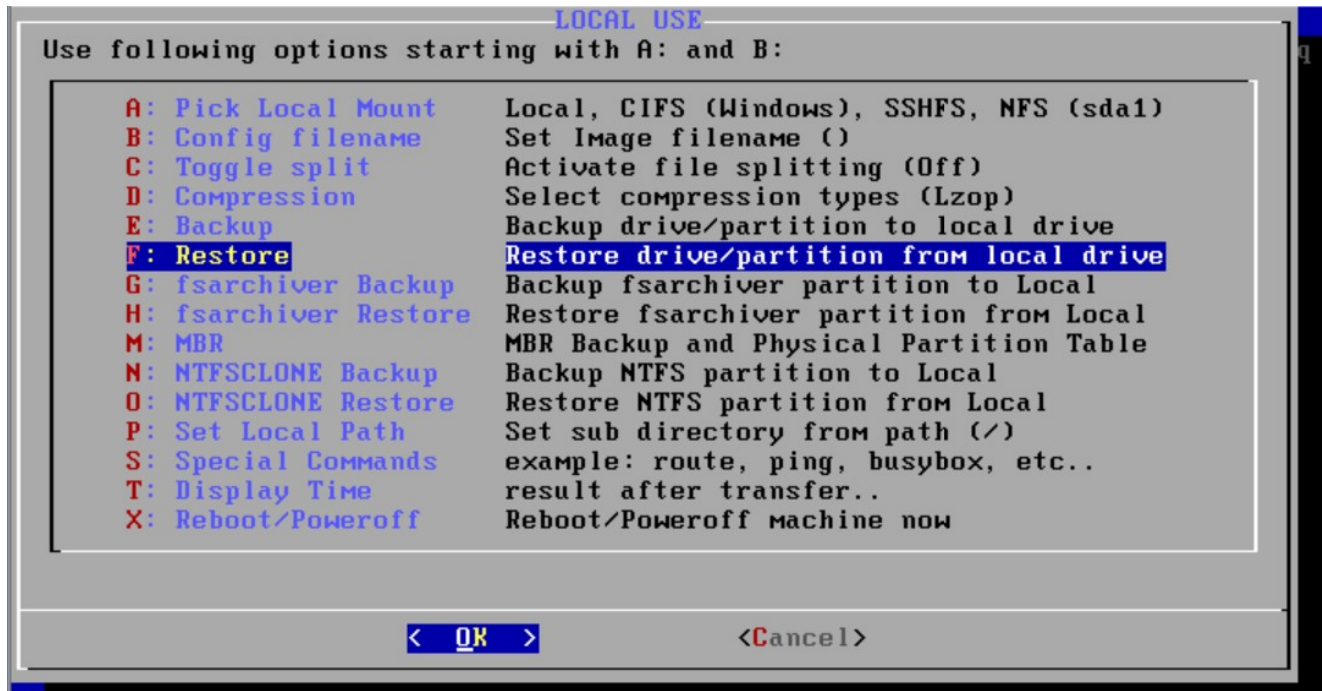 LOCAL USE
Use following options starting with A: and B:
A: Pick Local Mount Local, CIFS (Windows), SSHFS, NFS (sda1)
B: Config filename Set Image filename ()
C: Toggle split Activate file splitting (Off)
D: Compression Select compression types (Lzop)
E: Backup Backup drive/partition to local drive
F: Restore Restore drive/partition from local drive
G: fsarchiver Backup Backup fsarchiver partition to Local
H: fsarchiver Restore Restore fsarchiver partition from Local
M: MBR MBR Backup and Physical Partition Table
N: NTFSCLONE Backup Backup NTFS partition to Local
O: NTFSCLONE Restore Restore NTFS partition from Local
P: Set Local Path Set sub directory from path (/)
S: Special Commands example: route, ping, busybox, etc..
T: Display Time result after transfer..
X: Reboot/Poweroff Reboot/Poweroff machine now
< OK > <Cancel>
q